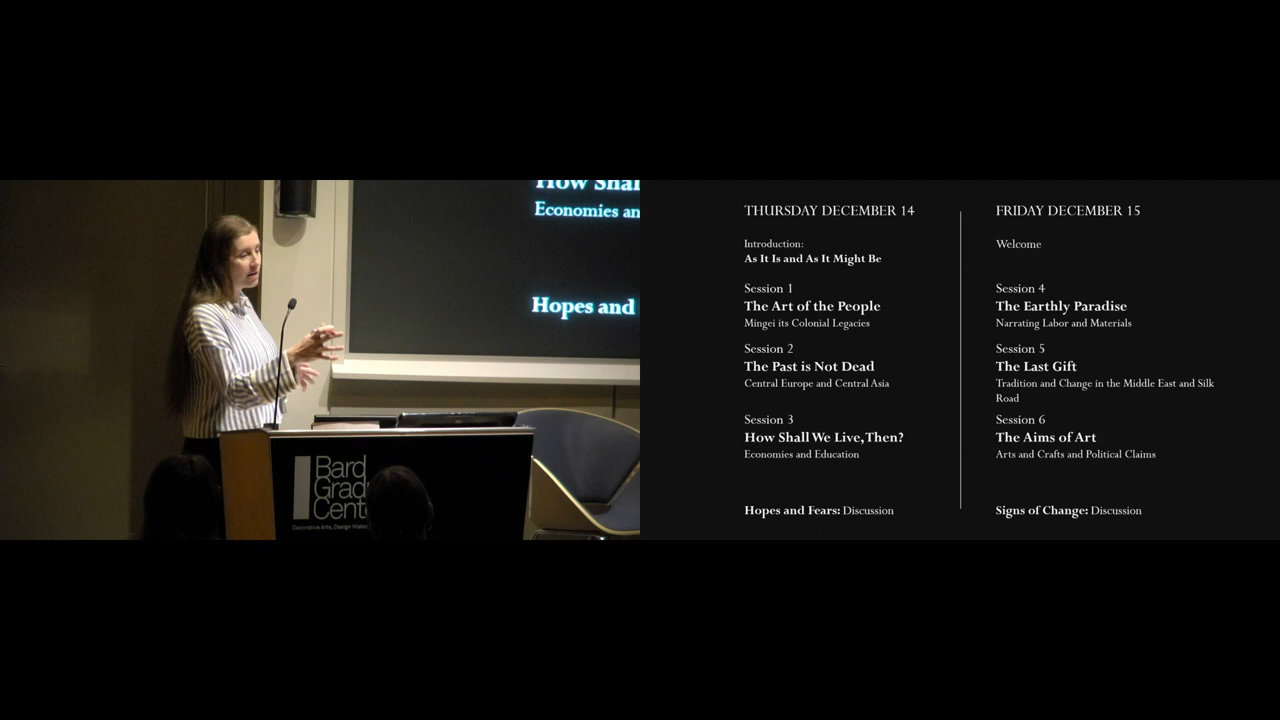 How Shal
Economies an
Hopes and
Bard
Grad
Cent
Decorative Arts, Design Histor
THURSDAY DECEMBER 14
Introduction:
As It Is and As It Might Be
Session 1
The Art of the People
Mingei its Colonial Legacies
Session 2
The Past is Not Dead
Central Europe and Central Asia
Session 3
How Shall We Live, Then?
Economies and Education
Hopes and Fears: Discussion
FRIDAY DECEMBER 15
Welcome
Session 4
The Earthly Paradise
Narrating Labor and Materials
Session 5
The Last Gift
Tradition and Change in the Middle East and Silk
Road
Session 6
The Aims of Art
Arts and Crafts and Political Claims
Signs of Change: Discussion